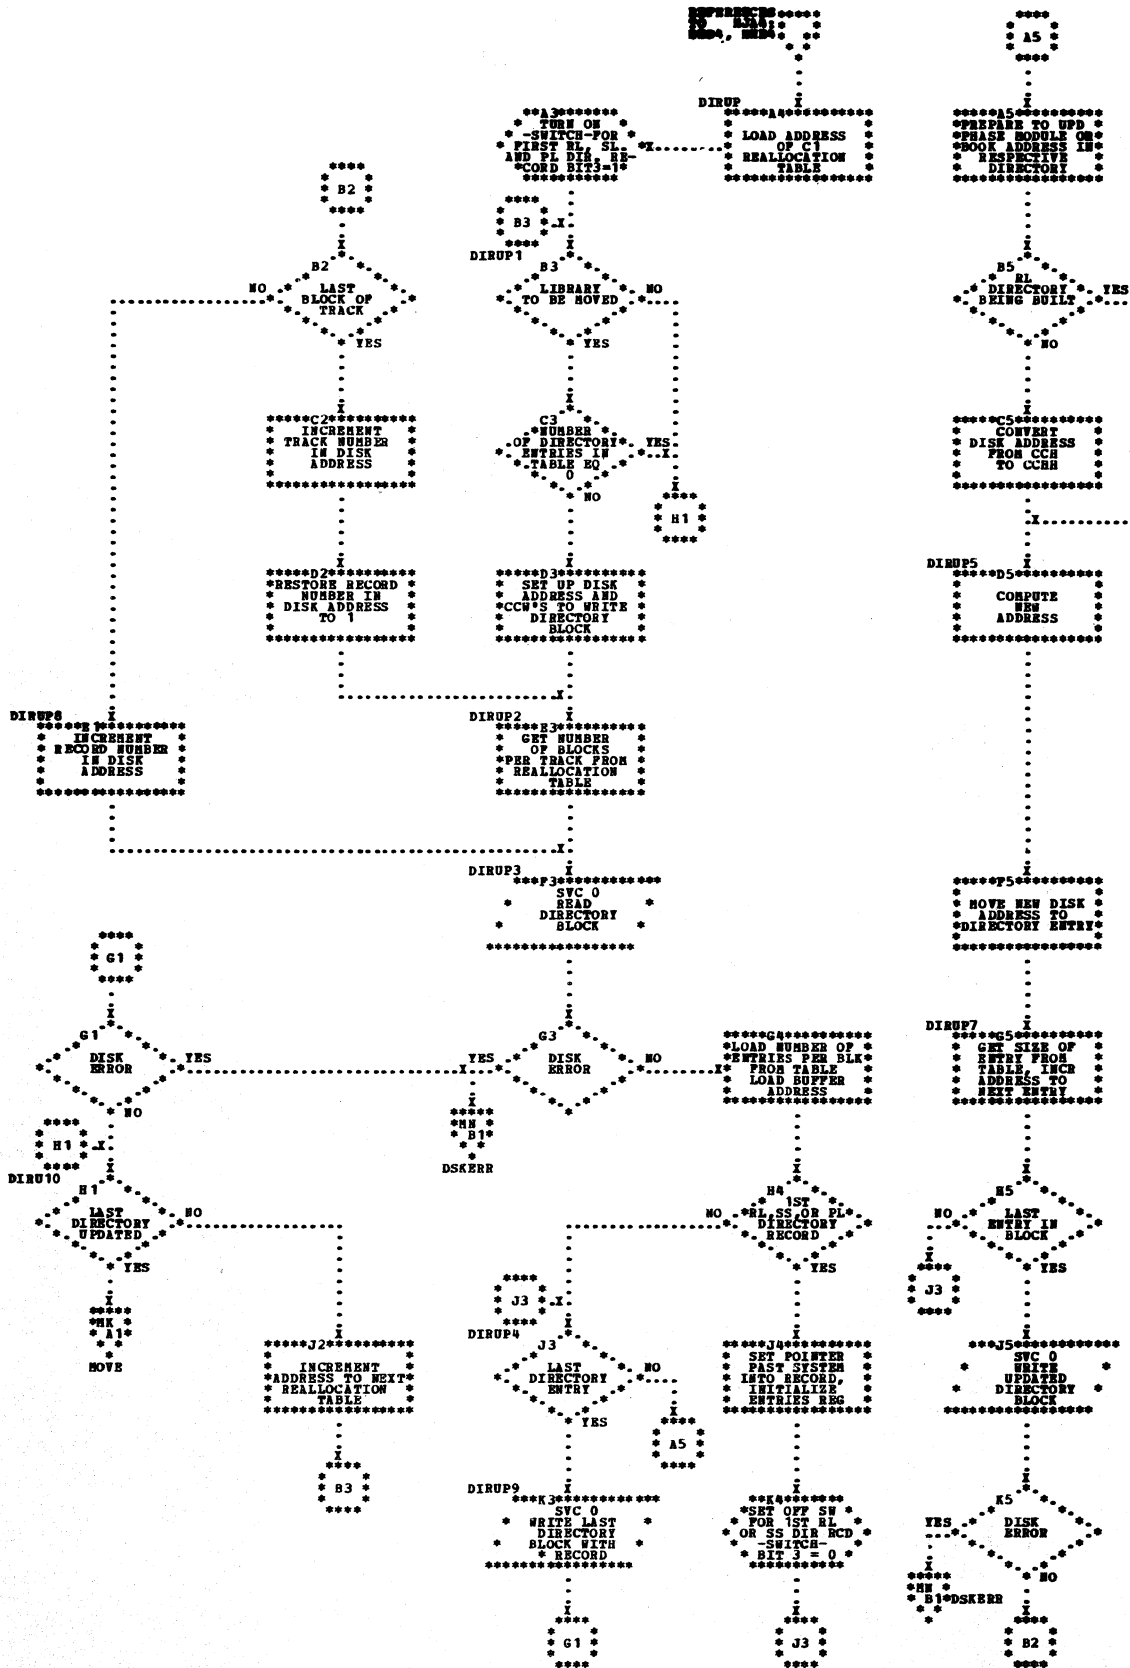 REFERENCES
TO MJA4,
A5
DIRUP
A3
TURN ON
-SWITCH-FOR
FIRST RL, SL.
AND PL DIR, RE-
CORD BIT3=1
A4
LOAD ADDRESS
OF C1
REALLOCATION
TABLE
A5
PREPARE TO UPD
PHASE MODULE OR
BOOK ADDRESS IN
RESPECTIVE
DIRECTORY
B2
B3
DIRUP1
B2
LAST
BLOCK OF
TRACK
NO
YES
B3
LIBRARY
TO BE MOVED
NO
YES
B5
RL
DIRECTORY
BEING BUILT
YES
NO
C2
INCREMENT
TRACK NUMBER
IN DISK
ADDRESS
C3
NUMBER
OF DIRECTORY
ENTRIES IN
TABLE EQ
0
YES
NO
H1
C5
CONVERT
DISK ADDRESS
FROM CCH
TO CCHH
D2
RESTORE RECORD
NUMBER IN
DISK ADDRESS
TO 1
D3
SET UP DISK
ADDRESS AND
CCW'S TO WRITE
DIRECTORY
BLOCK
DIRUP5
D5
COMPUTE
NEW
ADDRESS
DIRUP8
E1
INCREMENT
RECORD NUMBER
IN DISK
ADDRESS
DIRUP2
E3
GET NUMBER
OF BLOCKS
PER TRACK FROM
REALLOCATION
TABLE
DIRUP3
F3
SVC 0
READ
DIRECTORY
BLOCK
F5
MOVE NEW DISK
ADDRESS TO
DIRECTORY ENTRY
G1
G1
DISK
ERROR
YES
NO
G3
DISK
ERROR
YES
NO
MN
B1
DSKERR
G4
LOAD NUMBER OF
ENTRIES PER BLK
FROM TABLE
LOAD BUFFER
ADDRESS
DIRUP7
G5
GET SIZE OF
ENTRY FROM
TABLE, INCR
ADDRESS TO
NEXT ENTRY
H1
DIRU10
H1
LAST
DIRECTORY
UPDATED
NO
YES
MK
A1
MOVE
H4
1ST
RL,SS,OR PL
DIRECTORY
RECORD
NO
YES
H5
LAST
ENTRY IN
BLOCK
NO
YES
J3
J2
INCREMENT
ADDRESS TO NEXT
REALLOCATION
TABLE
B3
J3
DIRUP4
J3
LAST
DIRECTORY
ENTRY
NO
YES
A5
J4
SET POINTER
PAST SYSTEM
INTO RECORD,
INITIALIZE
ENTRIES REG
J5
SVC 0
WRITE
UPDATED
DIRECTORY
BLOCK
DIRUP9
K3
SVC 0
WRITE LAST
DIRECTORY
BLOCK WITH
RECORD
G1
K4
SET OFF SW
FOR 1ST RL
OR SS DIR RCD
-SWITCH-
BIT 3 = 0
J3
K5
DISK
ERROR
YES
NO
MN
B1
DSKERR
B2